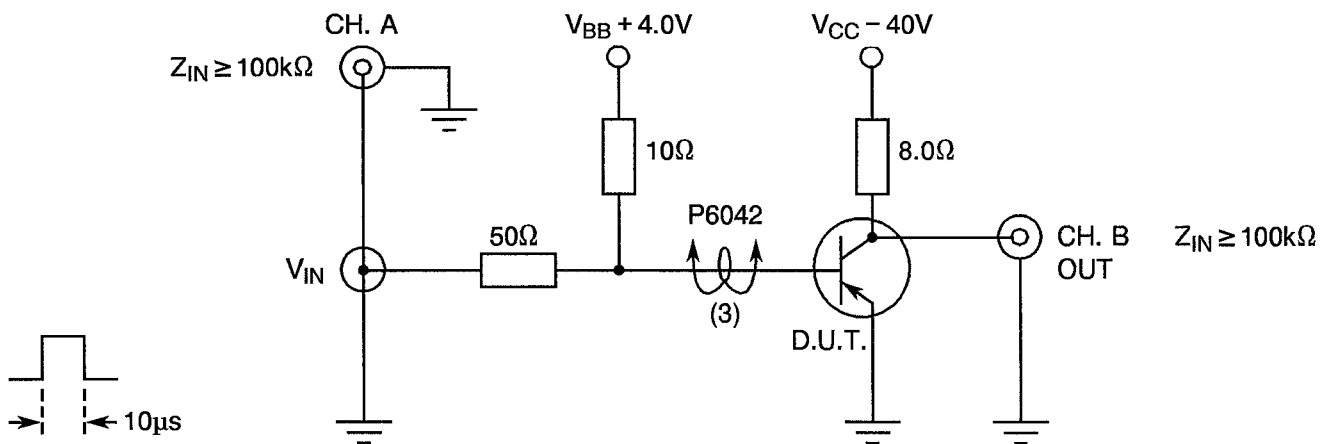 CH. A
V_BB + 4.0V
V_CC − 40V
Z_IN ≥ 100kΩ
10Ω
8.0Ω
P6042
50Ω
CH. B
OUT
Z_IN ≥ 100kΩ
V_IN
(3)
D.U.T.
10µs